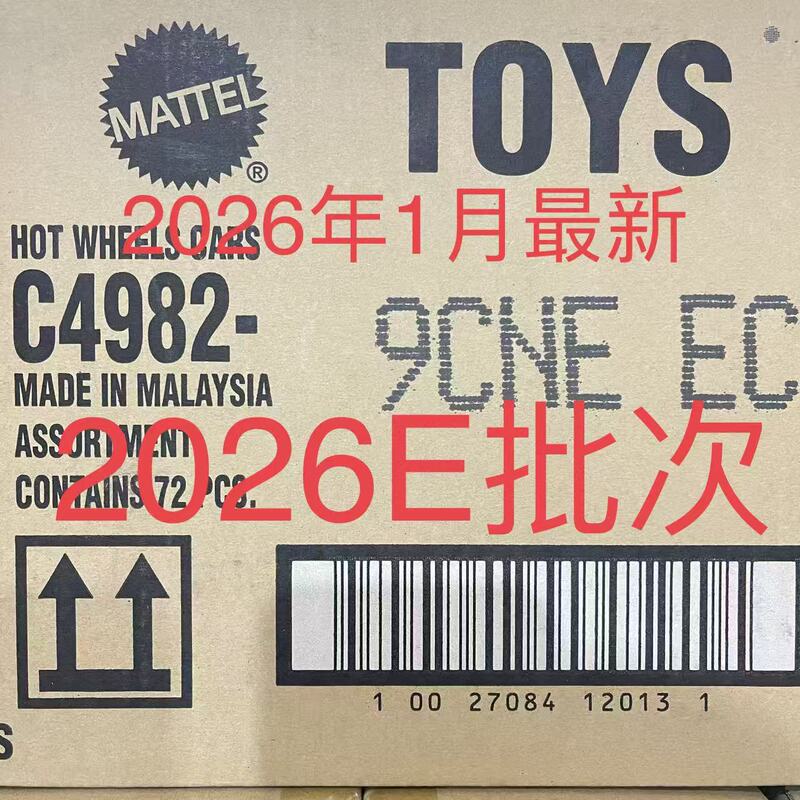 MATTEL
®
TOYS
2026年1月最新
HOT WHEELS CARS
C4982-
9CNE EC
MADE IN MALAYSIA
2026E批次
ASSORTMENT
CONTAINS 72 PCS.
1 00 27084 12013 1
S